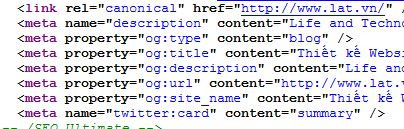 <link rel="canonical" href="http://www.lat.vn/" /
<meta name="description" content="Life and Techno
<meta property="og:type" content="blog" />
<meta property="og:title" content="Thiết kế Websi
<meta property="og:description" content="Life an
<meta property="og:url" content="http://www.lat.v
<meta property="og:site_name" content="Thiết kế W
<meta name="twitter:card" content="summary" />
-- /SEO Ultimate -->